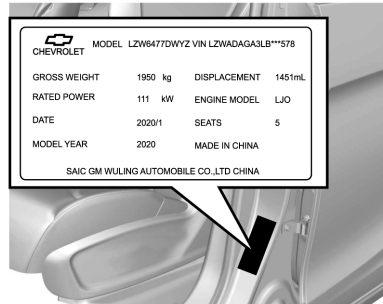 CHEVROLET MODEL LZW6477DWYZ VIN LZWADAGA3LB***578
GROSS WEIGHT 1950 kg DISPLACEMENT 1451mL
RATED POWER 111 kW ENGINE MODEL LJO
DATE 2020/1 SEATS 5
MODEL YEAR 2020 MADE IN CHINA
SAIC GM WULING AUTOMOBILE CO.,LTD CHINA